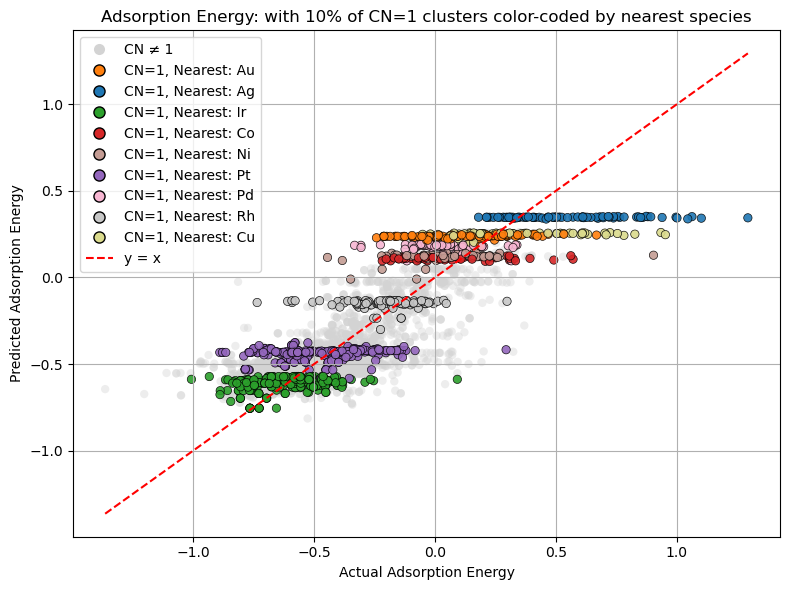 Adsorption Energy: with 10% of CN=1 clusters color-coded by nearest species
CN ≠ 1
CN=1, Nearest: Au
CN=1, Nearest: Ag
CN=1, Nearest: Ir
CN=1, Nearest: Co
CN=1, Nearest: Ni
CN=1, Nearest: Pt
CN=1, Nearest: Pd
CN=1, Nearest: Rh
CN=1, Nearest: Cu
y = x
Predicted Adsorption Energy
1.0
0.5
0.0
−0.5
−1.0
−1.0 −0.5 0.0 0.5 1.0
Actual Adsorption Energy